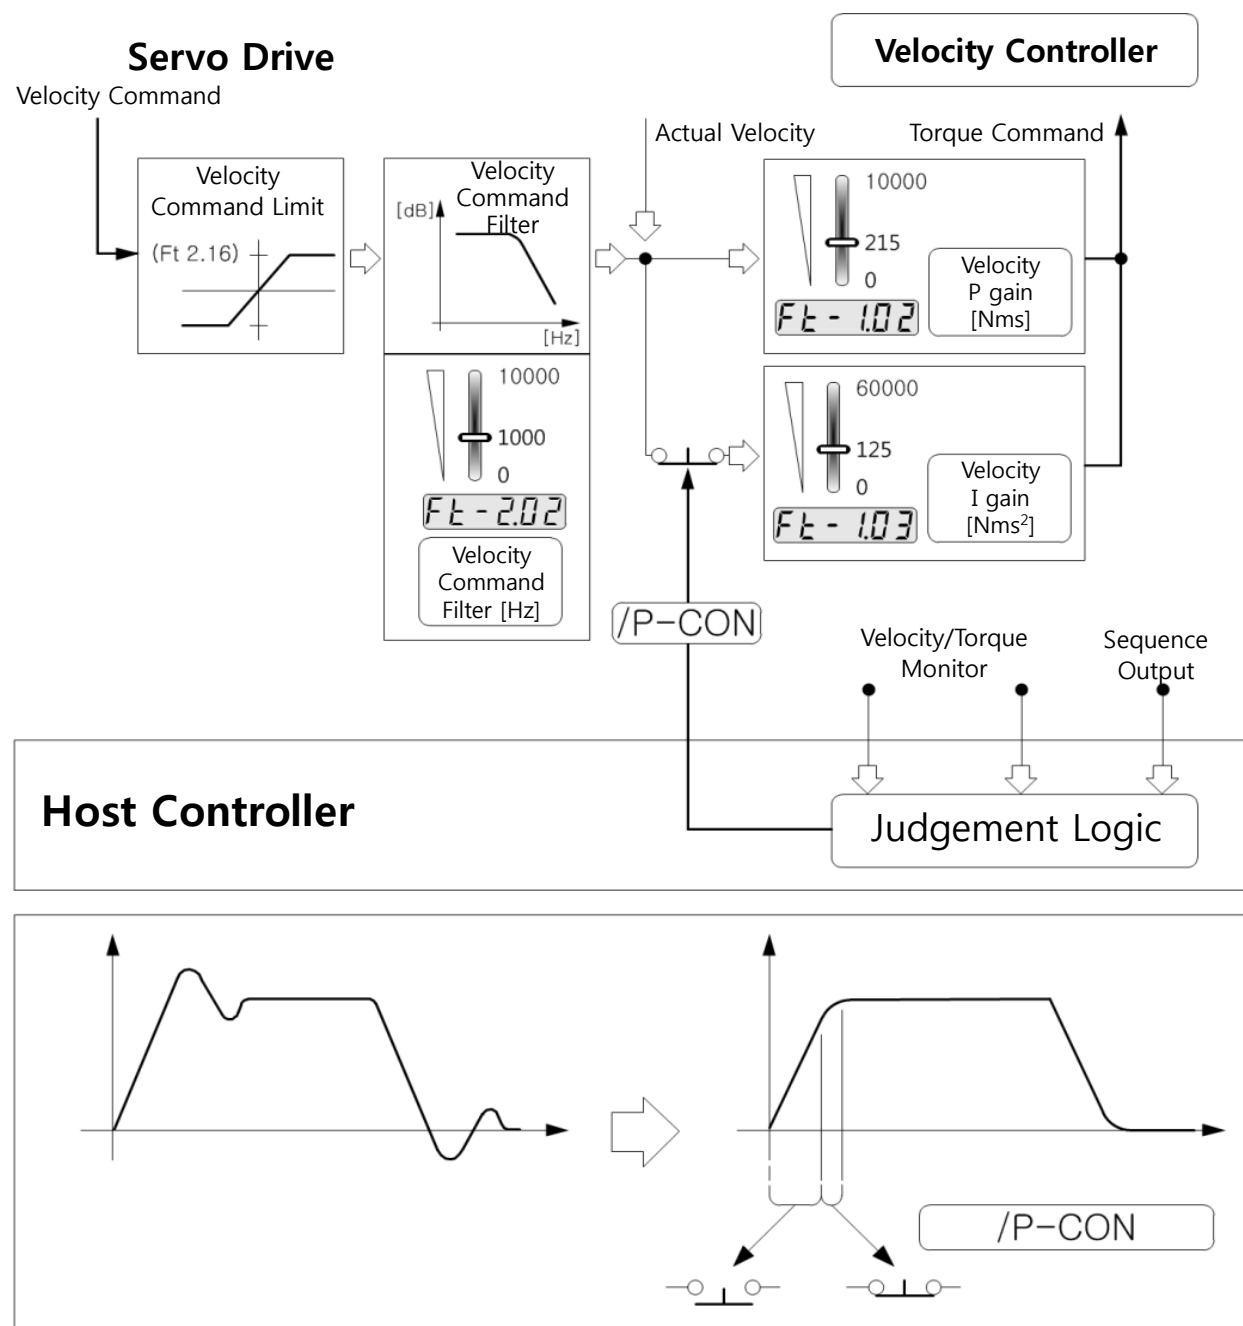 Servo Drive
Velocity Controller
Velocity Command
Actual Velocity
Torque Command
Velocity
Command Limit
(Ft 2.16)
Velocity
Command
Filter
[dB]
[Hz]
10000
1000
0
Ft-2.02
Velocity
Command
Filter [Hz]
10000
215
0
Ft-1.02
Velocity
P gain
[Nms]
60000
125
0
Ft-1.03
Velocity
I gain
[Nms²]
/P-CON
Velocity/Torque
Monitor
Sequence
Output
Host Controller
Judgement Logic
/P-CON